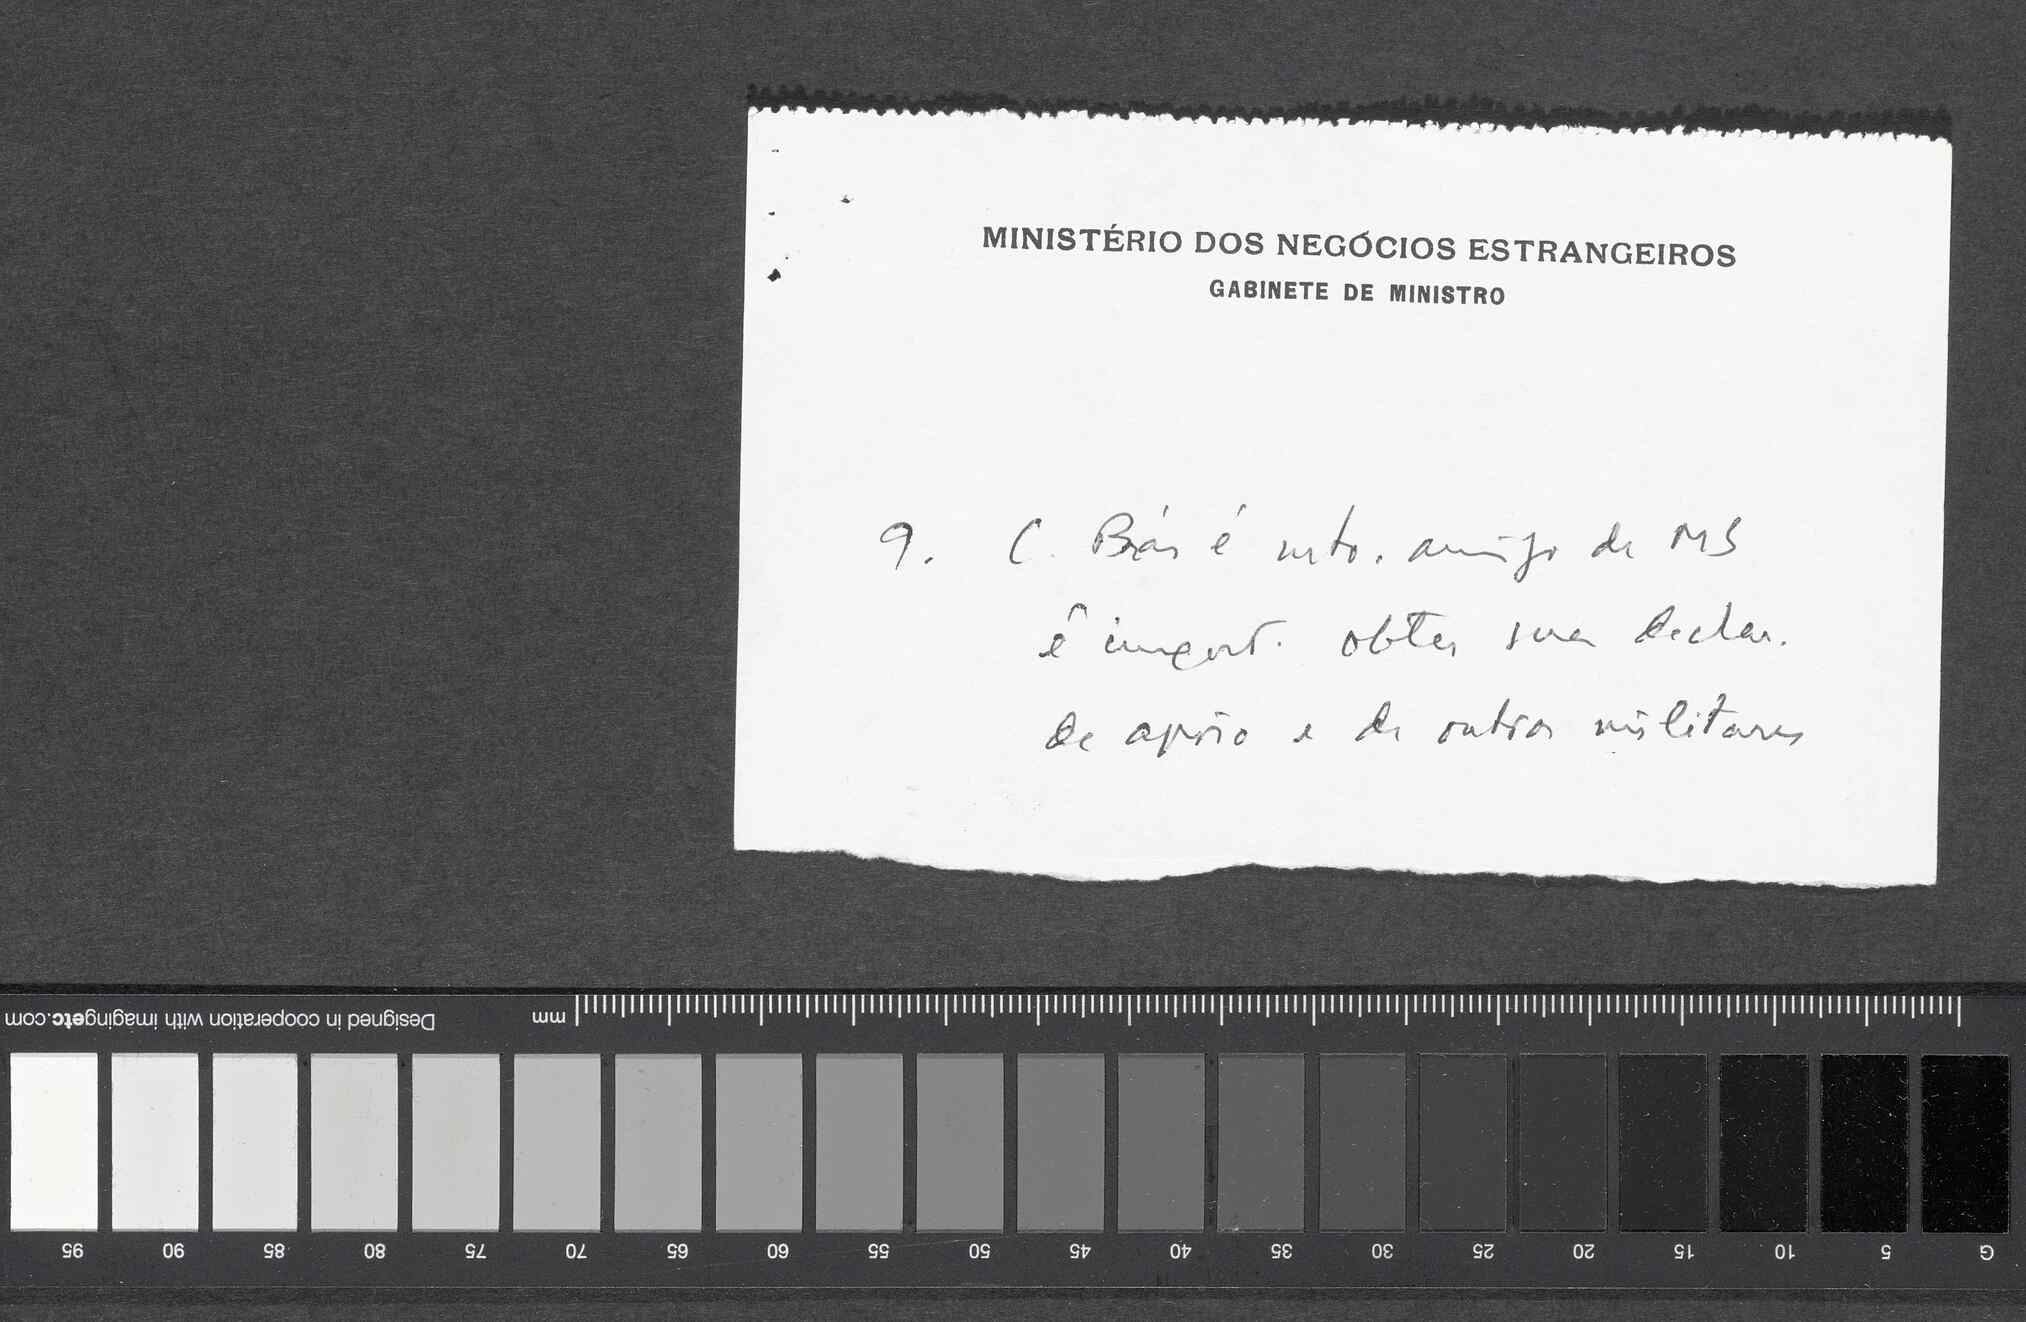 MINISTÉRIO DOS NEGÓCIOS ESTRANGEIROS
GABINETE DE MINISTRO
9. C. Brás é mto. amigo de MS
é import. obter sua declar.
de apoio e de outros militares
Designed in cooperation with imagingetc.com
mm
95 90 85 80 75 70 65 60 55 50 45 40 35 30 25 20 15 10 5 G